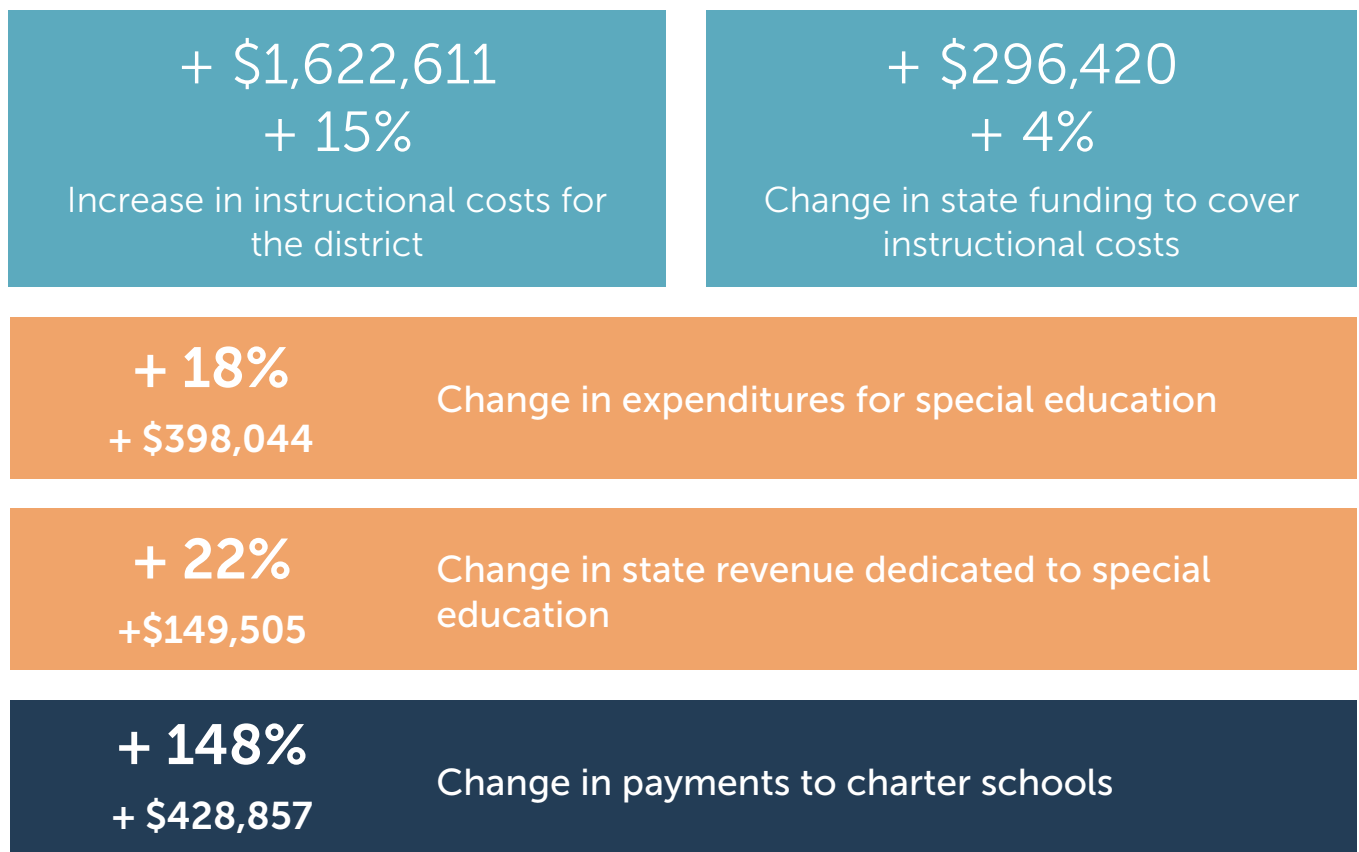 + $1,622,611
+ 15%
Increase in instructional costs for
the district
+ $296,420
+ 4%
Change in state funding to cover
instructional costs
+ 18%
+ $398,044
Change in expenditures for special education
+ 22%
+$149,505
Change in state revenue dedicated to special
education
+ 148%
+ $428,857
Change in payments to charter schools